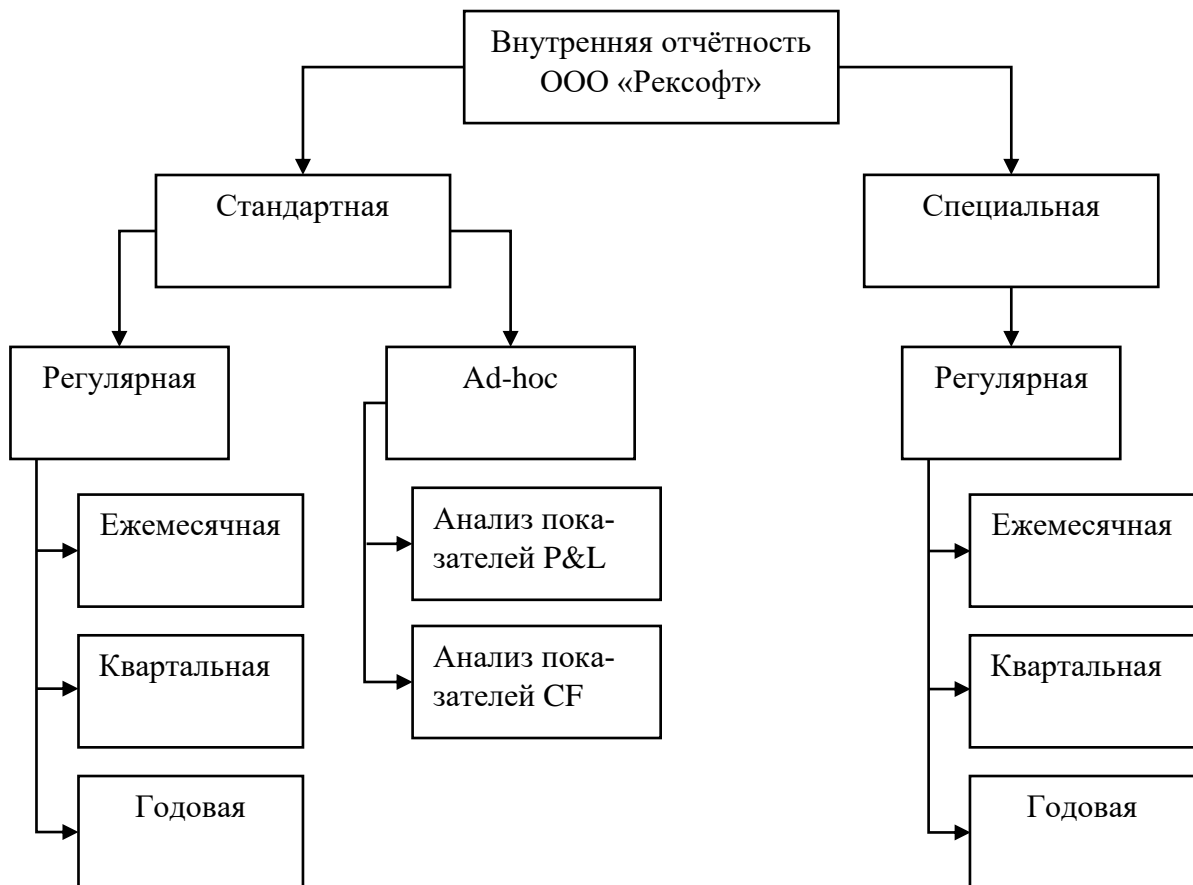 Внутренняя отчётность
ООО «Рексофт»
Стандартная
Специальная
Регулярная
Ad-hoc
Регулярная
Ежемесячная
Анализ пока-
зателей P&L
Ежемесячная
Квартальная
Анализ пока-
зателей CF
Квартальная
Годовая
Годовая